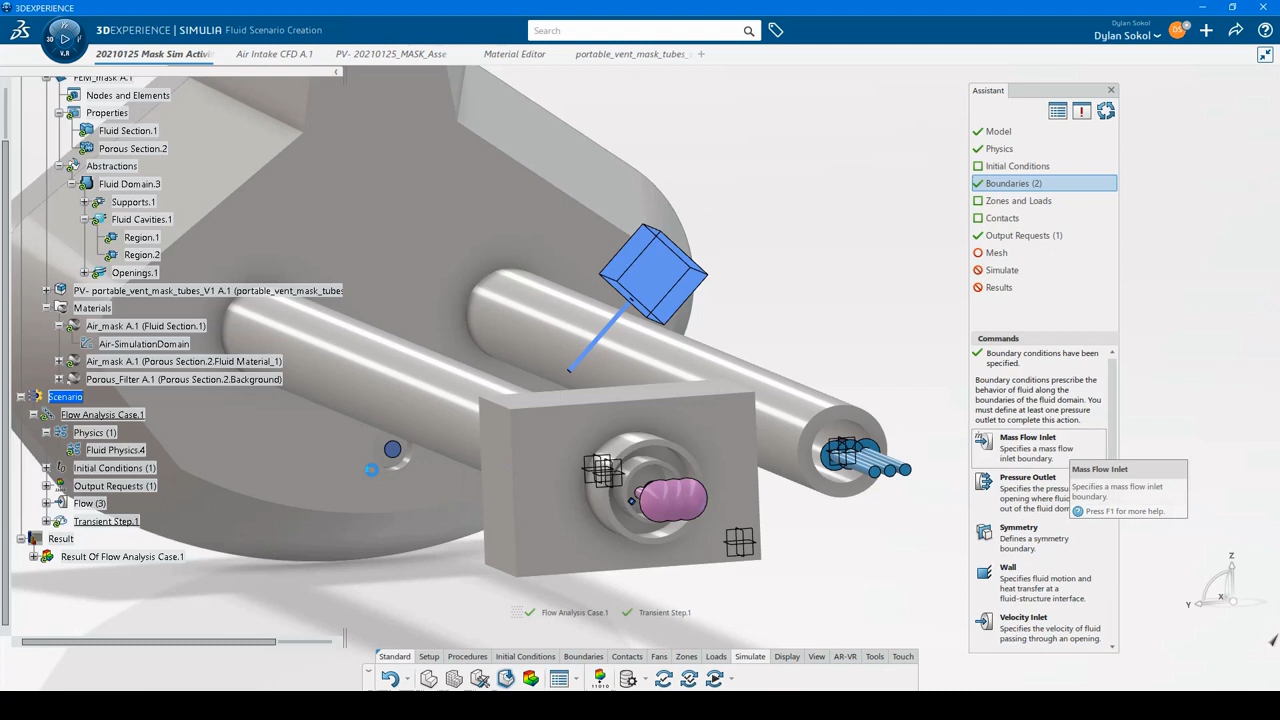 3DEXPERIENCE
3DEXPERIENCE | SIMULIA Fluid Scenario Creation
3D
V.R
Search
Dylan Sokol
DS
20210125 Mask Sim Activi
Air Intake CFD A.1
PV- 20210125_MASK_Asse
Material Editor
portable_vent_mask_tubes_
FEM_mask A.1
Nodes and Elements
Properties
Fluid Section.1
Porous Section.2
Abstractions
Fluid Domain.3
Supports.1
Fluid Cavities.1
Region.1
Region.2
Openings.1
PV- portable_vent_mask_tubes_V1 A.1 (portable_vent_mask_tubes
Materials
Air_mask A.1 (Fluid Section.1)
Air-SimulationDomain
Air_mask A.1 (Porous Section.2.Fluid Material_1)
Porous_Filter A.1 (Porous Section.2.Background)
Scenario
Flow Analysis Case.1
Physics (1)
Fluid Physics.4
Initial Conditions (1)
Output Requests (1)
Flow (3)
Transient Step.1
Result
Result Of Flow Analysis Case.1
Assistant
Model
Physics
Initial Conditions
Boundaries (2)
Zones and Loads
Contacts
Output Requests (1)
Mesh
Simulate
Results
Commands
Boundary conditions have been
specified.
Boundary conditions prescribe the
behavior of fluid along the
boundaries of the fluid domain. You
must define at least one pressure
outlet to complete this action.
Mass Flow Inlet
Specifies a mass flow
inlet boundary.
Pressure Outlet
Specifies the pressu
opening where fluid
out of the fluid dom
Symmetry
Defines a symmetry
boundary.
Wall
Specifies fluid motion and
heat transfer at a
fluid-structure interface.
Velocity Inlet
Specifies the velocity of fluid
passing through an opening.
Mass Flow Inlet
Specifies a mass flow inlet
boundary.
Press F1 for more help.
Z
Y
X
Flow Analysis Case.1
Transient Step.1
Standard Setup Procedures Initial Conditions Boundaries Contacts Fans Zones Loads Simulate Display View AR-VR Tools Touch
11010